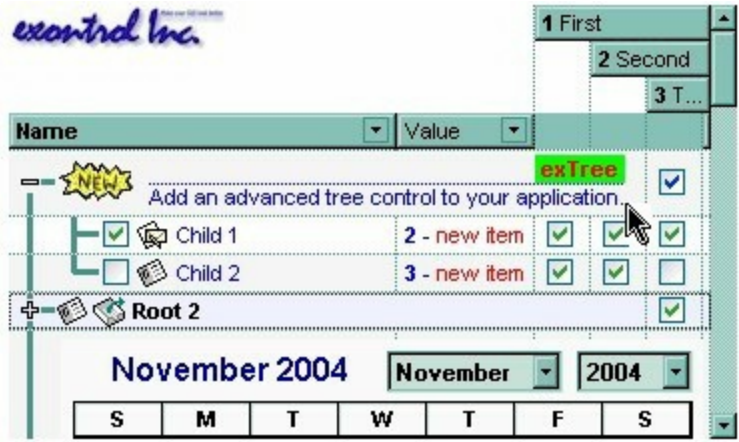 exontrol Inc.
1 First
2 Second
3 T...
Name
Value
NEW
exTree
Add an advanced tree control to your application.
Child 1
2 - new item
Child 2
3 - new item
Root 2
November 2004
November
2004
S M T W T F S